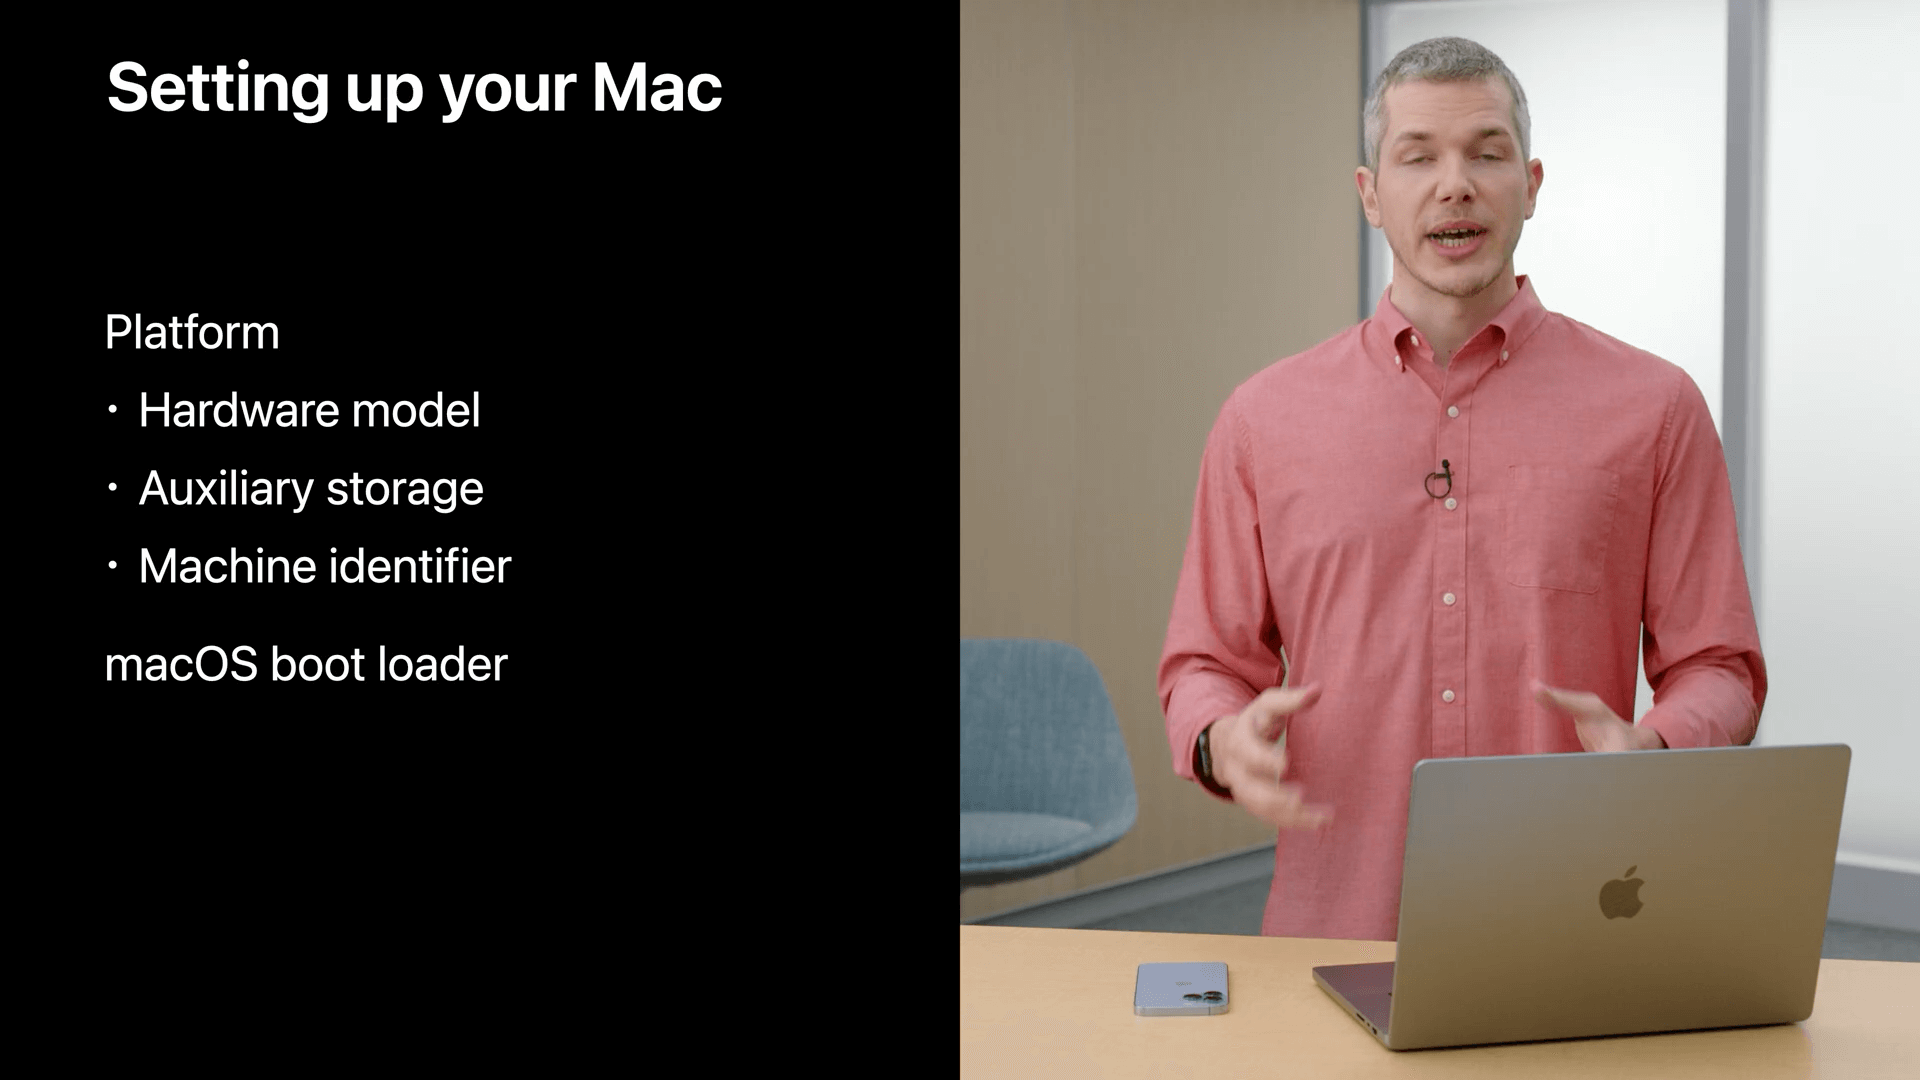 Setting up your Mac
Platform
• Hardware model
• Auxiliary storage
• Machine identifier
macOS boot loader